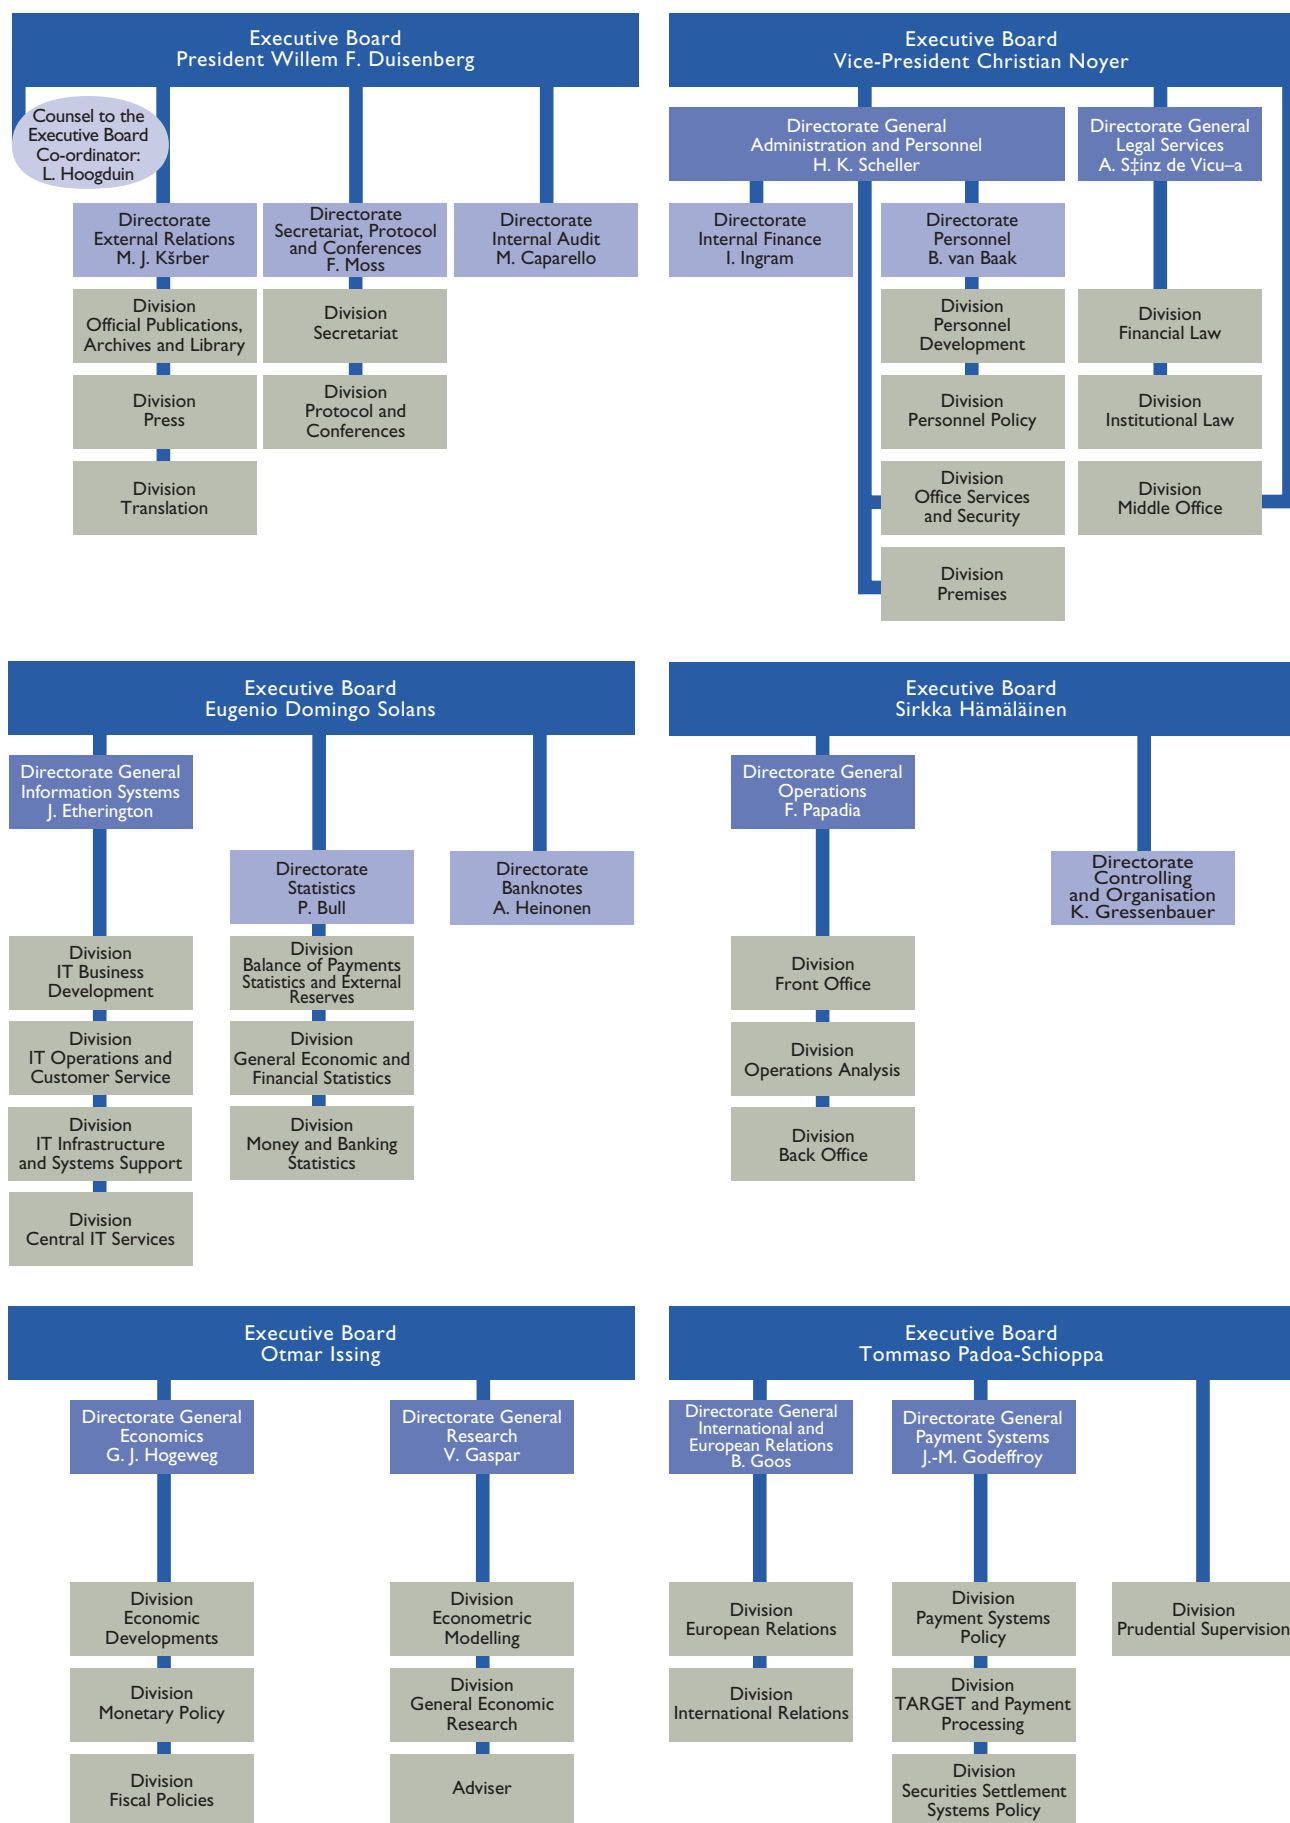 Executive Board
President Willem F. Duisenberg
Counsel to the
Executive Board
Co-ordinator:
L. Hoogduin
Directorate
External Relations
M. J. Kšrber
Division
Official Publications,
Archives and Library
Division
Press
Division
Translation
Directorate
Secretariat, Protocol
and Conferences
F. Moss
Division
Secretariat
Division
Protocol and
Conferences
Directorate
Internal Audit
M. Caparello
Executive Board
Vice-President Christian Noyer
Directorate General
Administration and Personnel
H. K. Scheller
Directorate
Internal Finance
I. Ingram
Directorate
Personnel
B. van Baak
Division
Personnel
Development
Division
Personnel Policy
Division
Office Services
and Security
Division
Premises
Directorate General
Legal Services
A. S‡inz de Vicu–a
Division
Financial Law
Division
Institutional Law
Division
Middle Office
Executive Board
Eugenio Domingo Solans
Directorate General
Information Systems
J. Etherington
Division
IT Business
Development
Division
IT Operations and
Customer Service
Division
IT Infrastructure
and Systems Support
Division
Central IT Services
Directorate
Statistics
P. Bull
Division
Balance of Payments
Statistics and External
Reserves
Division
General Economic and
Financial Statistics
Division
Money and Banking
Statistics
Directorate
Banknotes
A. Heinonen
Executive Board
Sirkka Hämäläinen
Directorate General
Operations
F. Papadia
Division
Front Office
Division
Operations Analysis
Division
Back Office
Directorate
Controlling
and Organisation
K. Gressenbauer
Executive Board
Otmar Issing
Directorate General
Economics
G. J. Hogeweg
Division
Economic
Developments
Division
Monetary Policy
Division
Fiscal Policies
Directorate General
Research
V. Gaspar
Division
Econometric
Modelling
Division
General Economic
Research
Adviser
Executive Board
Tommaso Padoa-Schioppa
Directorate General
International and
European Relations
B. Goos
Division
European Relations
Division
International Relations
Directorate General
Payment Systems
J.-M. Godeffroy
Division
Payment Systems
Policy
Division
TARGET and Payment
Processing
Division
Securities Settlement
Systems Policy
Division
Prudential Supervision